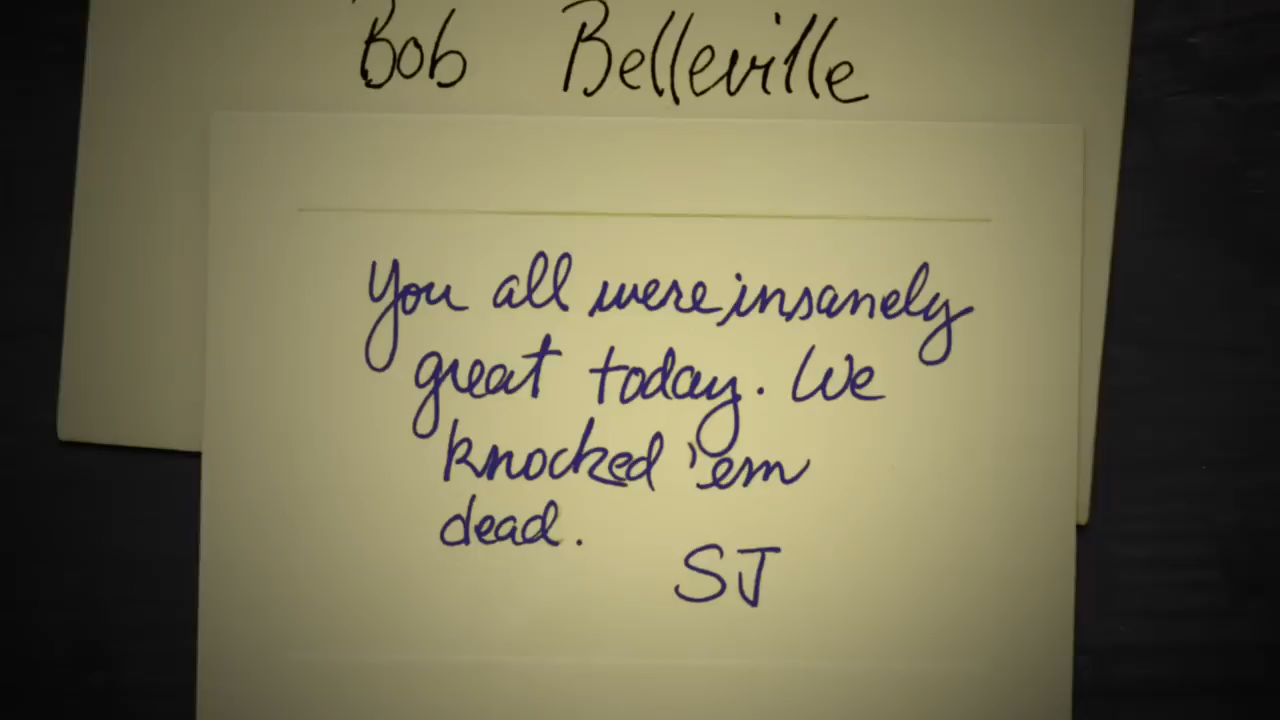 Bob Belleville
You all were insanely
great today. We
knocked 'em
dead.
SJ